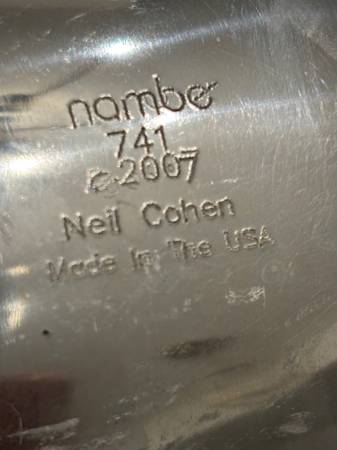 nambe
741
©2007
Neil Cohen
Made In The USA